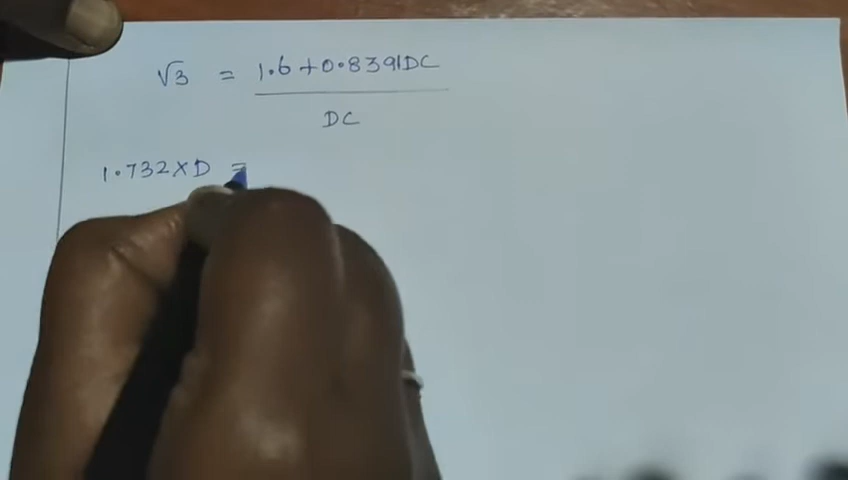 √3 = 1.6+0.8391DC
DC
1.732×D =